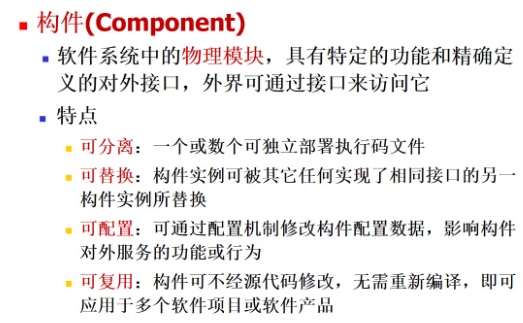 构件(Component)
软件系统中的物理模块，具有特定的功能和精确定
义的对外接口，外界可通过接口来访问它
特点
可分离：一个或数个可独立部署执行码文件
可替换：构件实例可被其它任何实现了相同接口的另一
构件实例所替换
可配置：可通过配置机制修改构件配置数据，影响构件
对外服务的功能或行为
可复用：构件可不经源代码修改，无需重新编译，即可
应用于多个软件项目或软件产品